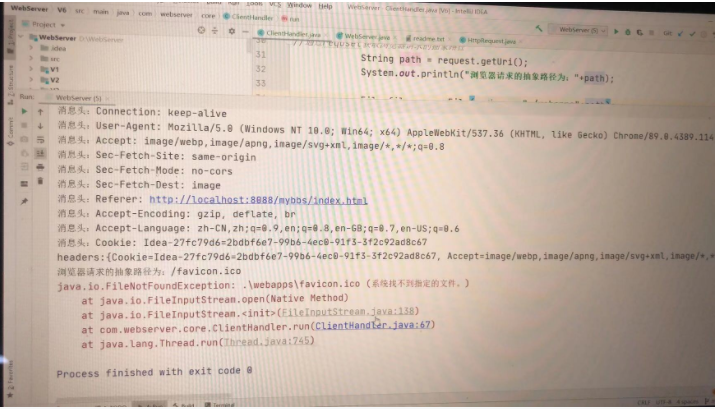 WebServer V6 src main java com webserver core ClientHandler run
Window Help WebServer - ClientHandler.java [V6] - IntelliJ IDEA
Project
WebServer (5)
Git:
ClientHandler.java WebServer.java readme.txt HttpRequest.java
WebServer
.idea
V1
V2
31 String path = request.getUri();
32 System.out.println("浏览器请求的抽象路径为："+path);
33
Run: WebServer (5)
消息头：Connection: keep-alive
消息头：User-Agent: Mozilla/5.0 (Windows NT 10.0; Win64; x64) AppleWebKit/537.36 (KHTML, like Gecko) Chrome/89.0.4389.114
消息头：Accept: image/webp,image/apng,image/svg+xml,image/*,*/*;q=0.8
消息头：Sec-Fetch-Site: same-origin
消息头：Sec-Fetch-Mode: no-cors
消息头：Sec-Fetch-Dest: image
消息头：Referer: http://localhost:8088/mybbs/index.html
消息头：Accept-Encoding: gzip, deflate, br
消息头：Accept-Language: zh-CN,zh;q=0.9,en;q=0.8,en-GB;q=0.7,en-US;q=0.6
消息头：Cookie: Idea-27fc79d6=2bdbf6e7-99b6-4ec0-91f3-3f2c92ad8c67
headers:{Cookie=Idea-27fc79d6=2bdbf6e7-99b6-4ec0-91f3-3f2c92ad8c67, Accept=image/webp,image/apng,image/svg+xml,image/*,*
浏览器请求的抽象路径为：/favicon.ico
java.io.FileNotFoundException: .\webapps\favicon.ico (系统找不到指定的文件。)
at java.io.FileInputStream.open(Native Method)
at java.io.FileInputStream.<init>(FileInputStream.java:138)
at com.webserver.core.ClientHandler.run(ClientHandler.java:67)
at java.lang.Thread.run(Thread.java:745)
Process finished with exit code 0